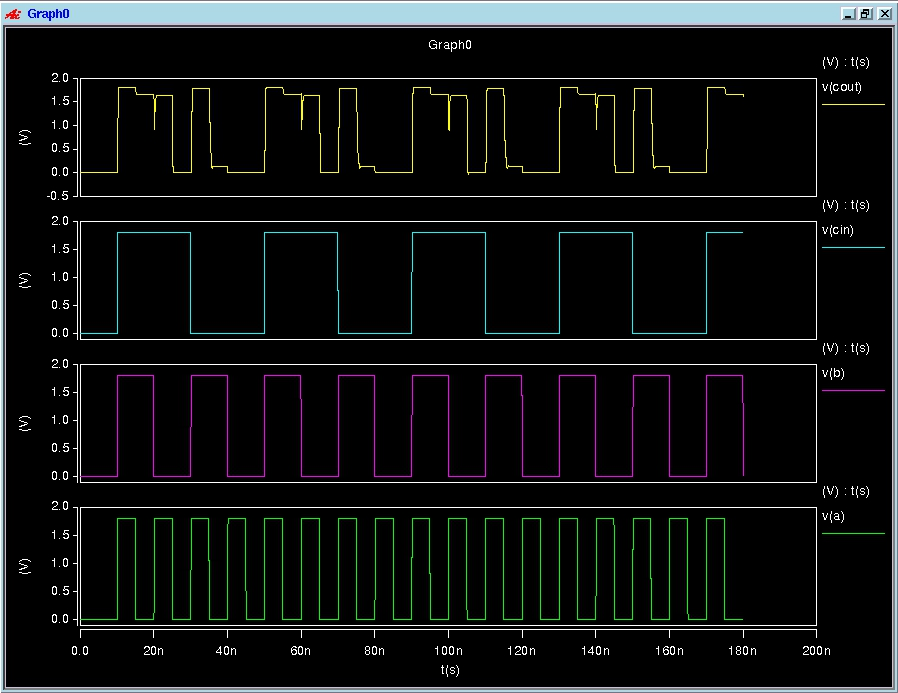 Graph0
Graph0
(V) : t(s)
v(cout)
2.0
1.5
1.0
0.5
0.0
-0.5
(V)
(V) : t(s)
v(cin)
2.0
1.5
1.0
0.5
0.0
(V)
(V) : t(s)
v(b)
2.0
1.5
1.0
0.5
0.0
(V)
(V) : t(s)
v(a)
2.0
1.5
1.0
0.5
0.0
(V)
0.0 20n 40n 60n 80n 100n 120n 140n 160n 180n 200n
t(s)